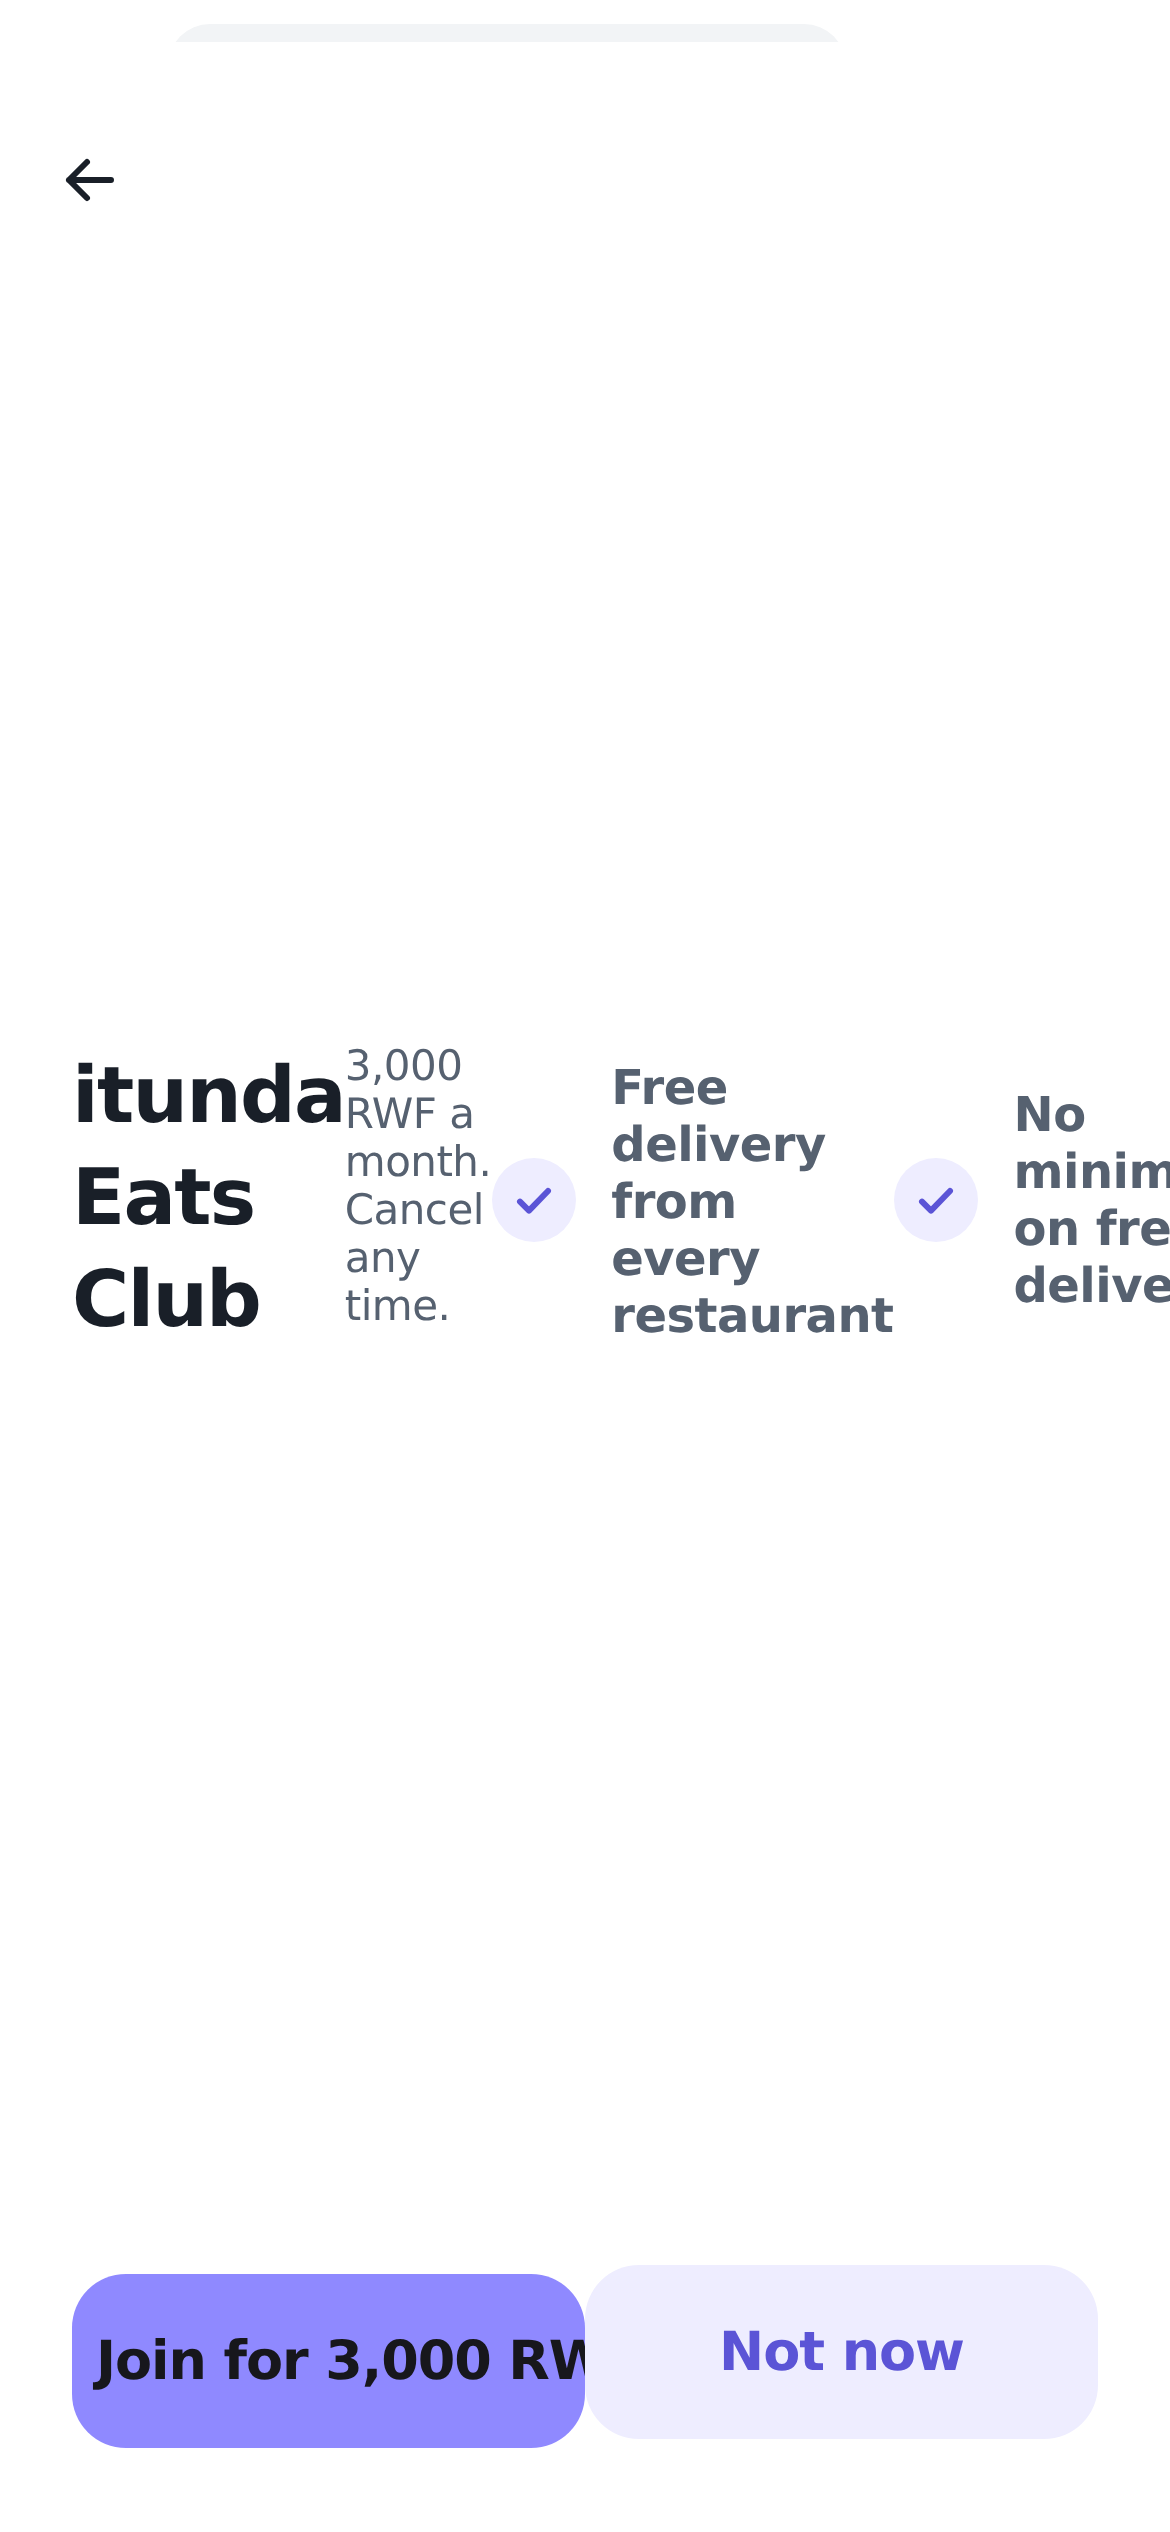 itunda
Eats
Club
3,000
RWF a
month.
Cancel
any
time.
Free
delivery
from
every
restaurant
No
on
Join for 3,000
Not now